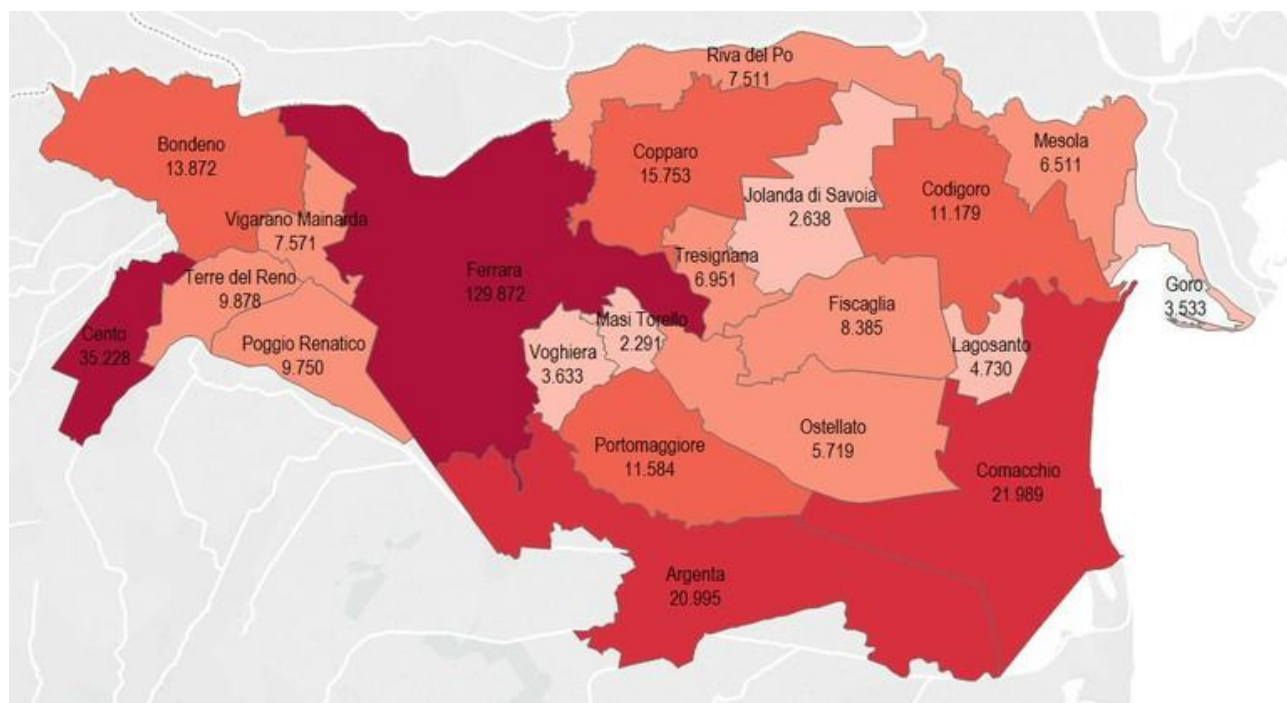 Riva del Po
7.511
Bondeno
13.872
Copparo
15.753
Mesola
6.511
Jolanda di Savoia
2.638
Codigoro
11.179
Vigarano Mainarda
7.571
Tresignana
6.951
Ferrara
129.872
Terre del Reno
9.878
Goro
3.533
Fiscaglia
8.385
Masi Torello
2.291
Cento
35.228
Poggio Renatico
9.750
Voghiera
3.633
Lagosanto
4.730
Ostellato
5.719
Portomaggiore
11.584
Comacchio
21.989
Argenta
20.995